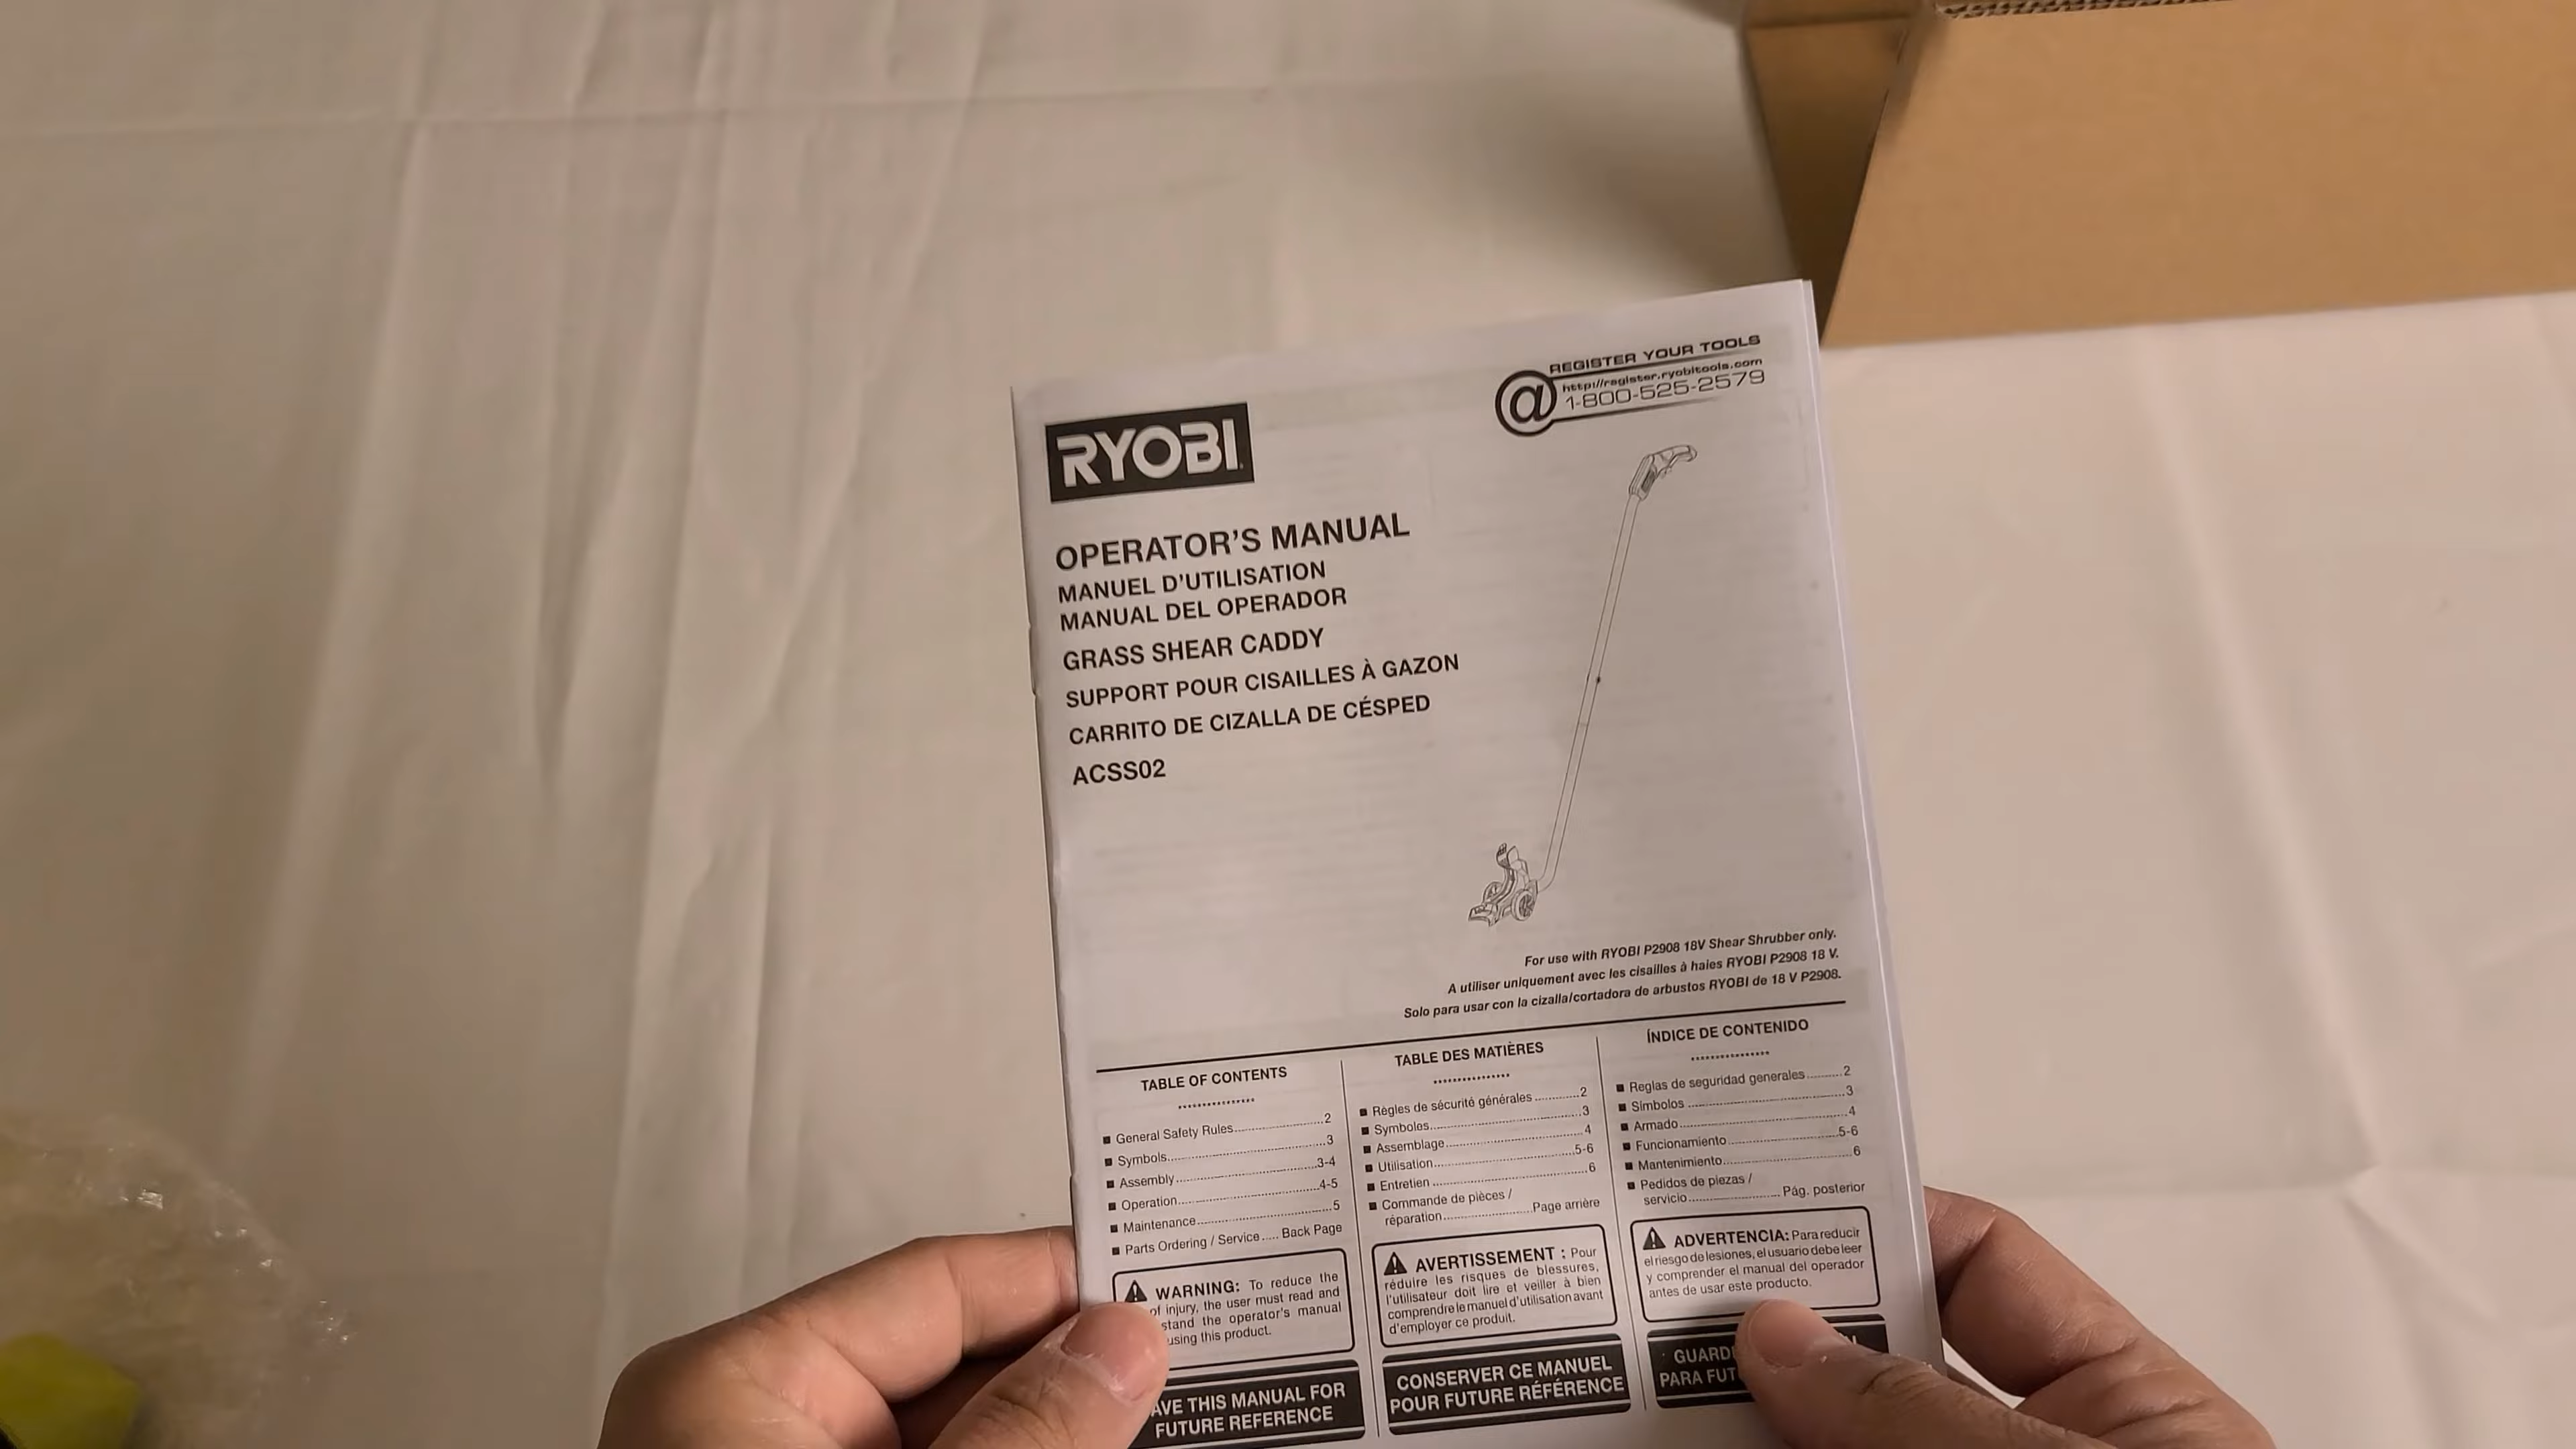 REGISTER YOUR TOOLS
http://register.ryobitools.com
1-800-525-2579
@
RYOBI
OPERATOR'S MANUAL
MANUEL D'UTILISATION
MANUAL DEL OPERADOR
GRASS SHEAR CADDY
SUPPORT POUR CISAILLES À GAZON
CARRITO DE CIZALLA DE CÉSPED
ACSS02
For use with RYOBI P2908 18V Shear Shrubber only.
A utiliser uniquement avec les cisailles à haies RYOBI P2908 18 V.
Solo para usar con la cizalla/cortadora de arbustos RYOBI de 18 V P2908.
TABLE OF CONTENTS
■ General Safety Rules....................2
■ Symbols....................3
■ Assembly....................3-4
■ Operation....................4-5
■ Maintenance....................5
■ Parts Ordering / Service..... Back Page
WARNING: To reduce the
of injury, the user must read and
stand the operator's manual
using this product.
AVE THIS MANUAL FOR
FUTURE REFERENCE
TABLE DES MATIÈRES
■ Règles de sécurité générales............2
■ Symboles....................3
■ Assemblage....................4
■ Utilisation....................5-6
■ Entretien....................6
■ Commande de pièces /
réparation....................Page arrière
AVERTISSEMENT : Pour
réduire les risques de blessures,
l'utilisateur doit lire et veiller à bien
comprendre le manuel d'utilisation avant
d'employer ce produit.
CONSERVER CE MANUEL
POUR FUTURE RÉFÉRENCE
ÍNDICE DE CONTENIDO
■ Reglas de seguridad generales..........2
■ Símbolos....................3
■ Armado....................4
■ Funcionamiento....................5-6
■ Mantenimiento....................6
■ Pedidos de piezas /
servicio.................... Pág. posterior
ADVERTENCIA: Para reducir
el riesgo de lesiones, el usuario debe leer
y comprender el manual del operador
antes de usar este producto.
GUARD
PARA FUT